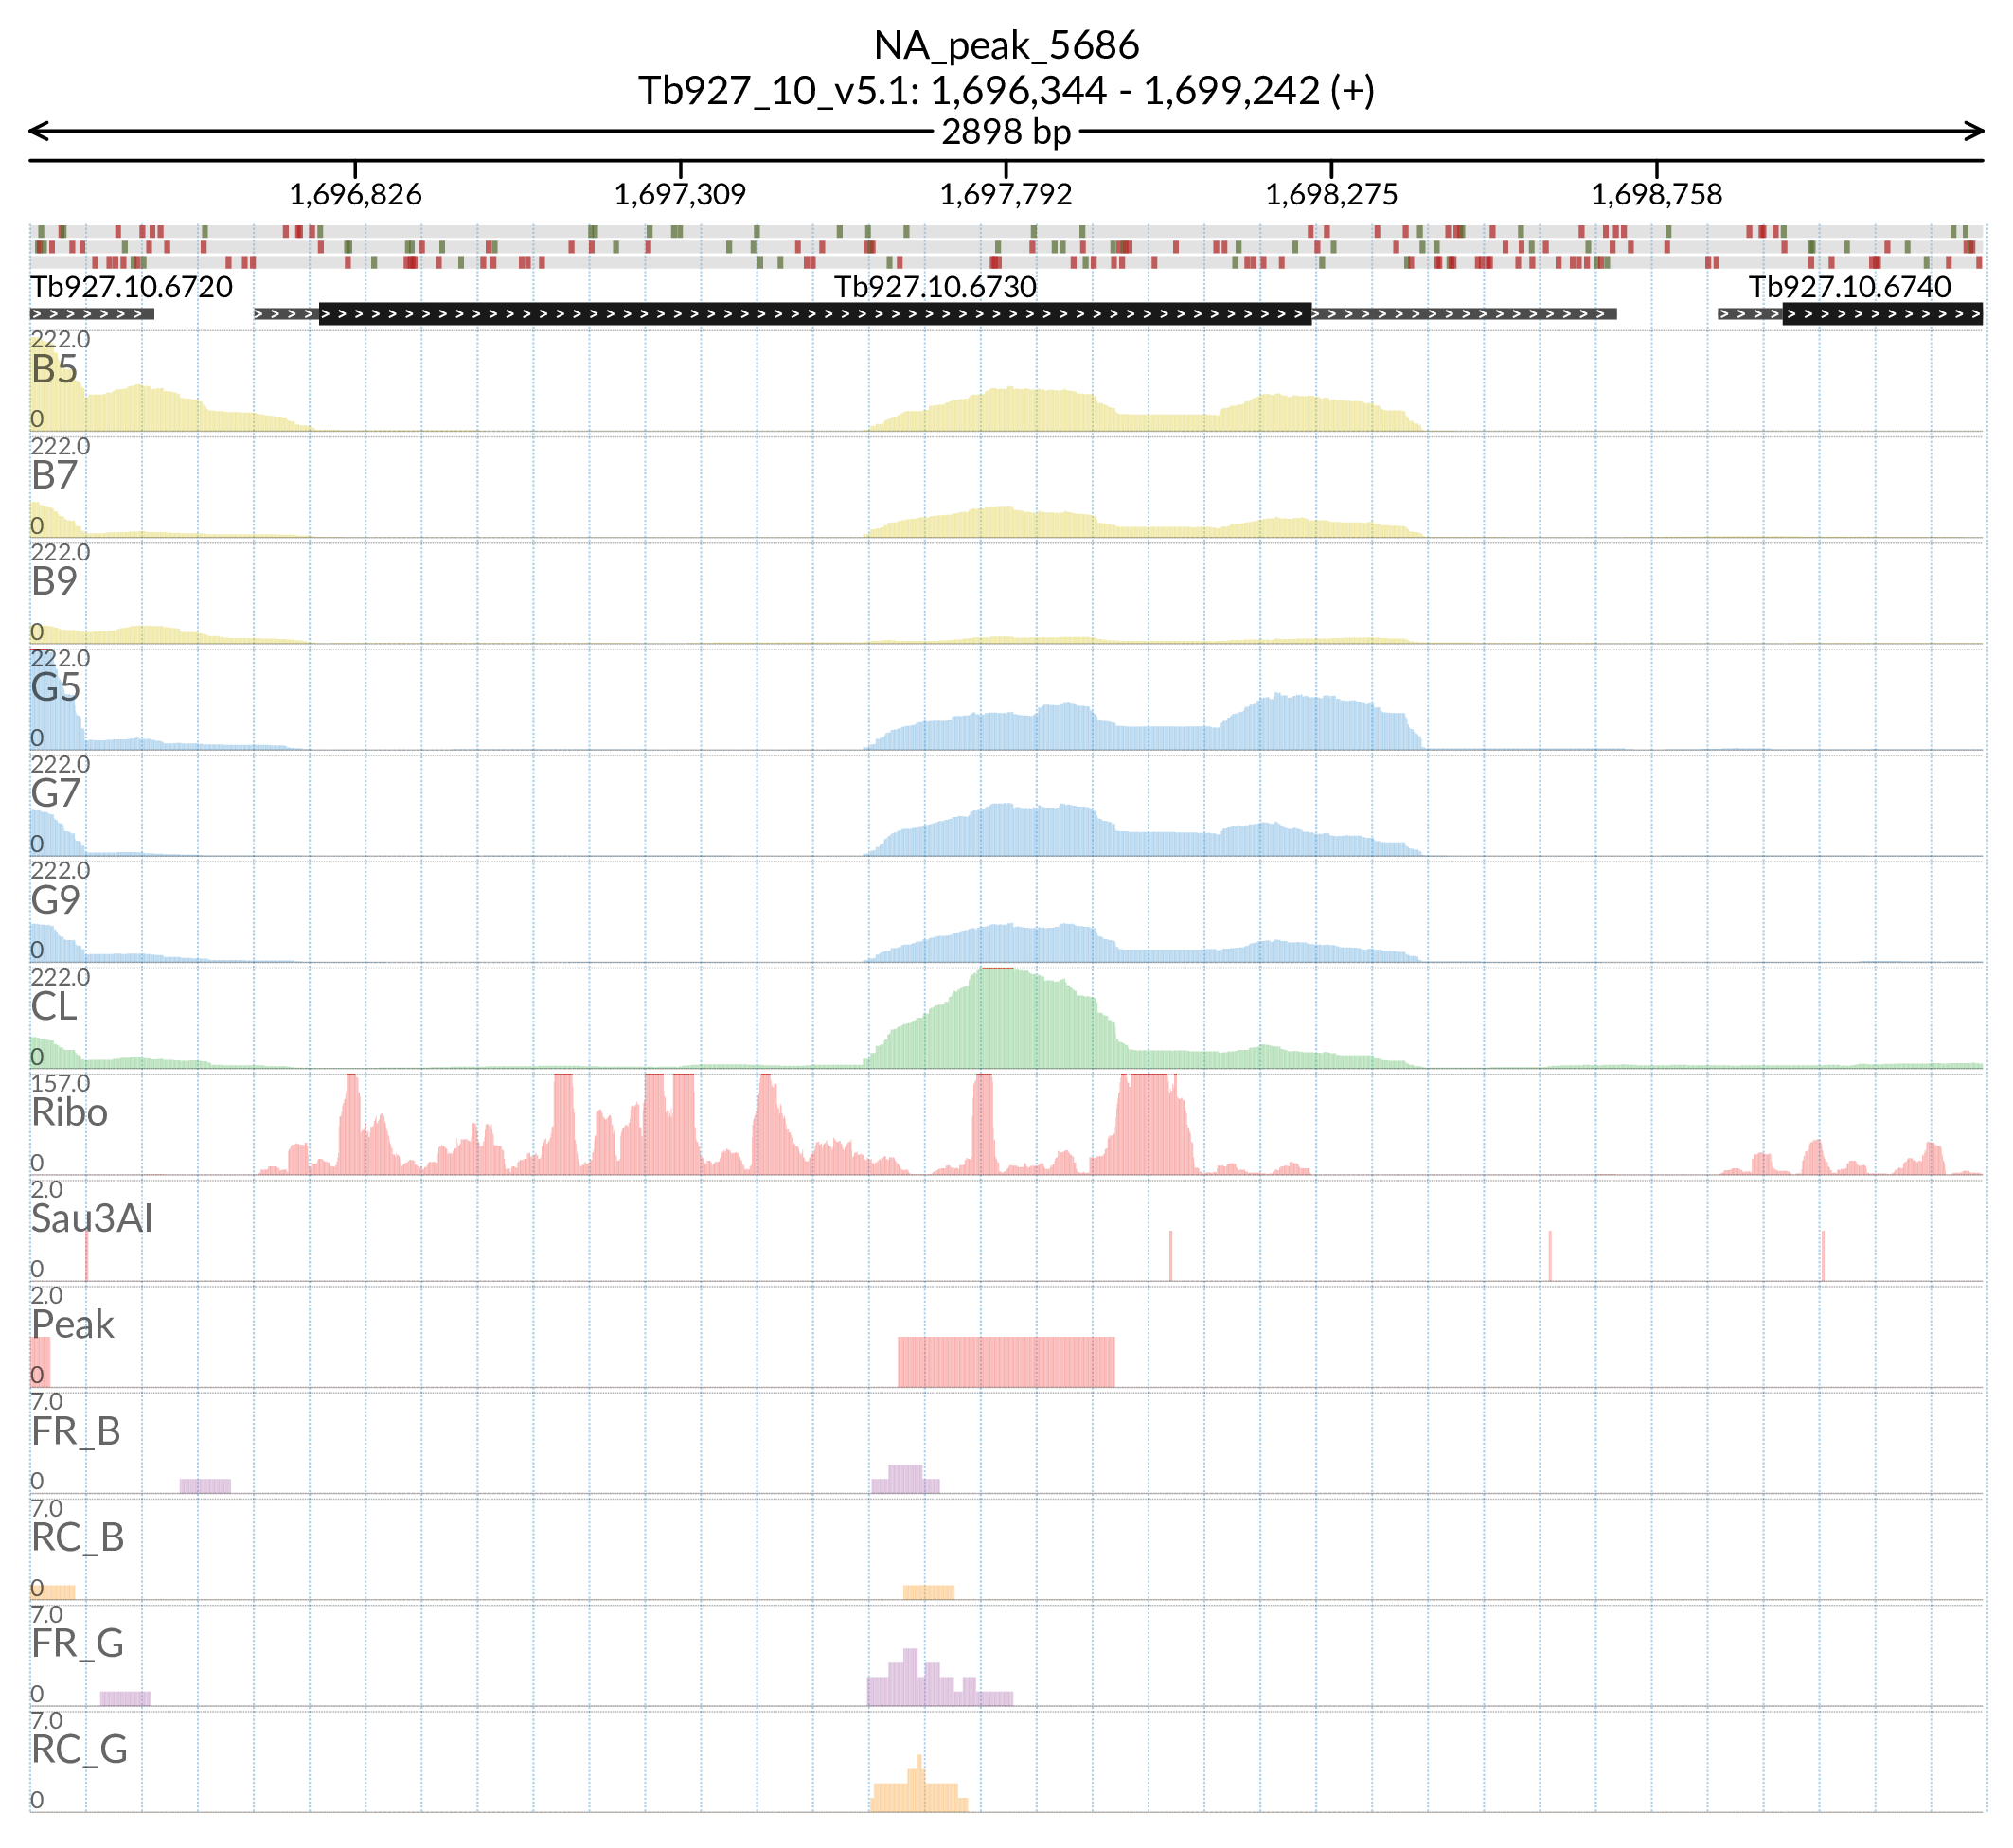 NA_peak_5686
Tb927_10_v5.1: 1,696,344 - 1,699,242 (+)
2898 bp
1,696,826 1,697,309 1,697,792 1,698,275 1,698,758
Tb927.10.6720 Tb927.10.6730 Tb927.10.6740
222.0
B5
0
222.0
B7
0
222.0
B9
0
222.0
G5
0
222.0
G7
0
222.0
G9
0
222.0
CL
0
157.0
Ribo
0
2.0
Sau3AI
0
2.0
Peak
0
7.0
FR_B
0
7.0
RC_B
0
7.0
FR_G
0
7.0
RC_G
0